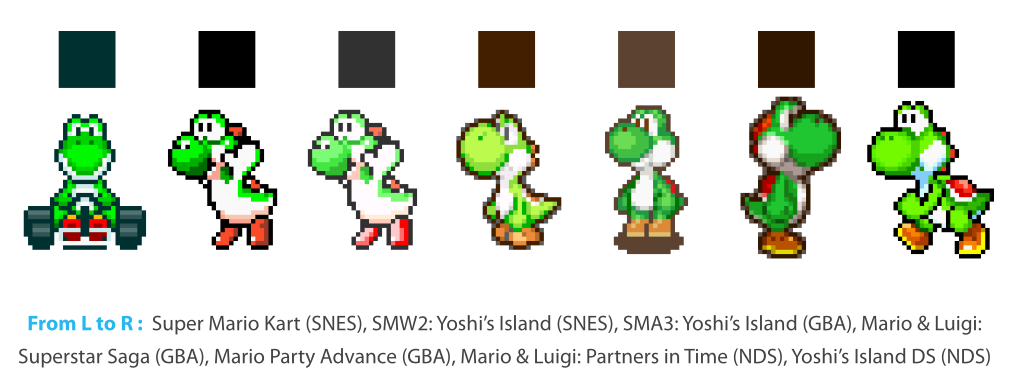 From L to R : Super Mario Kart (SNES), SMW2: Yoshi’s Island (SNES), SMA3: Yoshi’s Island (GBA), Mario & Luigi:
Superstar Saga (GBA), Mario Party Advance (GBA), Mario & Luigi: Partners in Time (NDS), Yoshi’s Island DS (NDS)